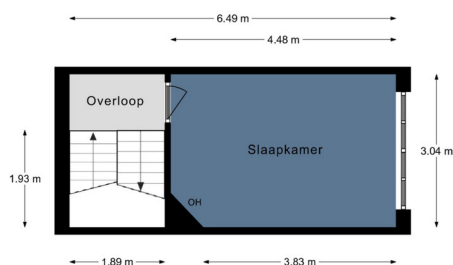 6.49 m
4.48 m
Overloop
Slaapkamer
3.04 m
1.93 m
OH
1.89 m
3.83 m